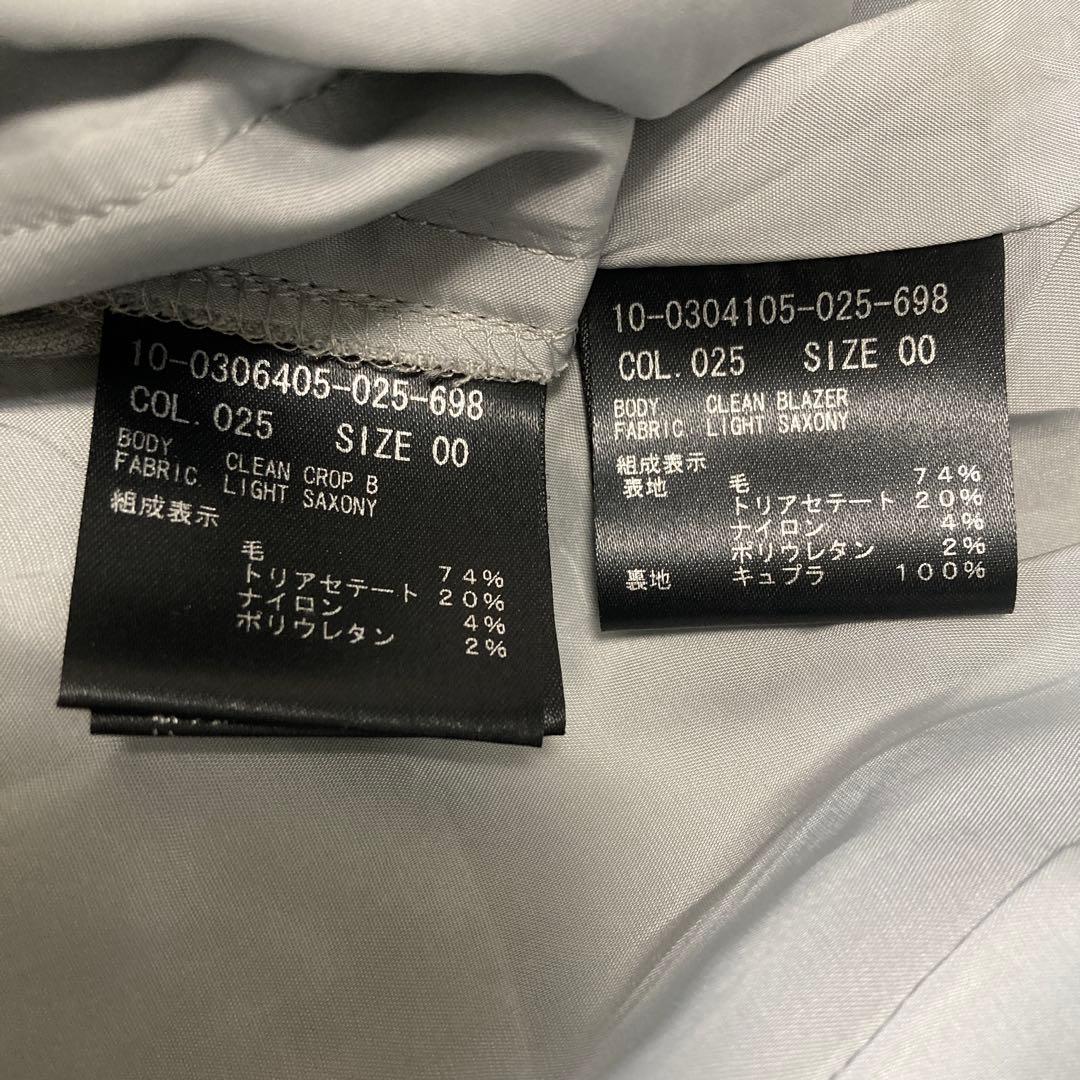 10-0306405-025-698
COL. 025 SIZE 00
BODY CLEAN CROP B
FABRIC. LIGHT SAXONY
組成表示
毛 74%
トリアセテート 20%
ナイロン 4%
ポリウレタン 2%
10-0304105-025-698
COL. 025 SIZE 00
BODY CLEAN BLAZER
FABRIC. LIGHT SAXONY
組成表示
表地 毛 74%
トリアセテート 20%
ナイロン 4%
ポリウレタン 2%
裏地 キュプラ 100%